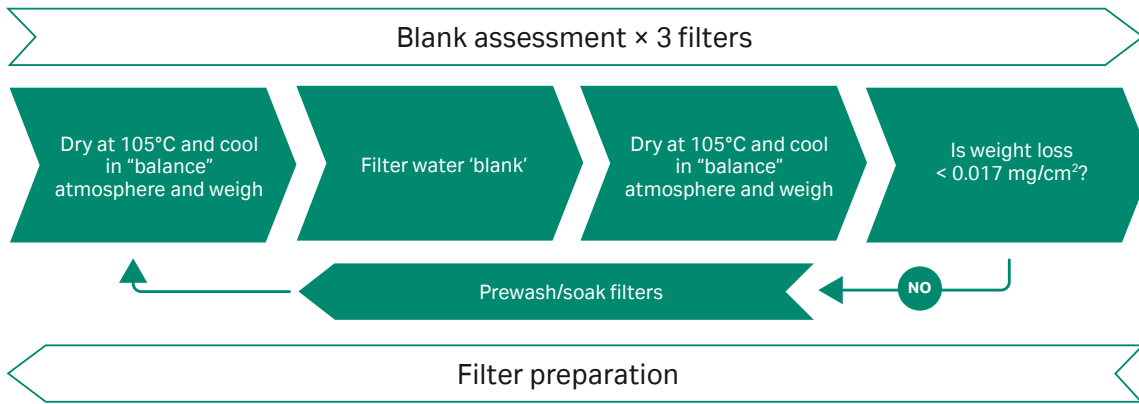 Blank assessment × 3 filters
Dry at 105°C and cool
in “balance”
atmosphere and weigh
Filter water ‘blank’
Dry at 105°C and cool
in “balance”
atmosphere and weigh
Is weight loss
< 0.017 mg/cm²?
Prewash/soak filters
NO
Filter preparation